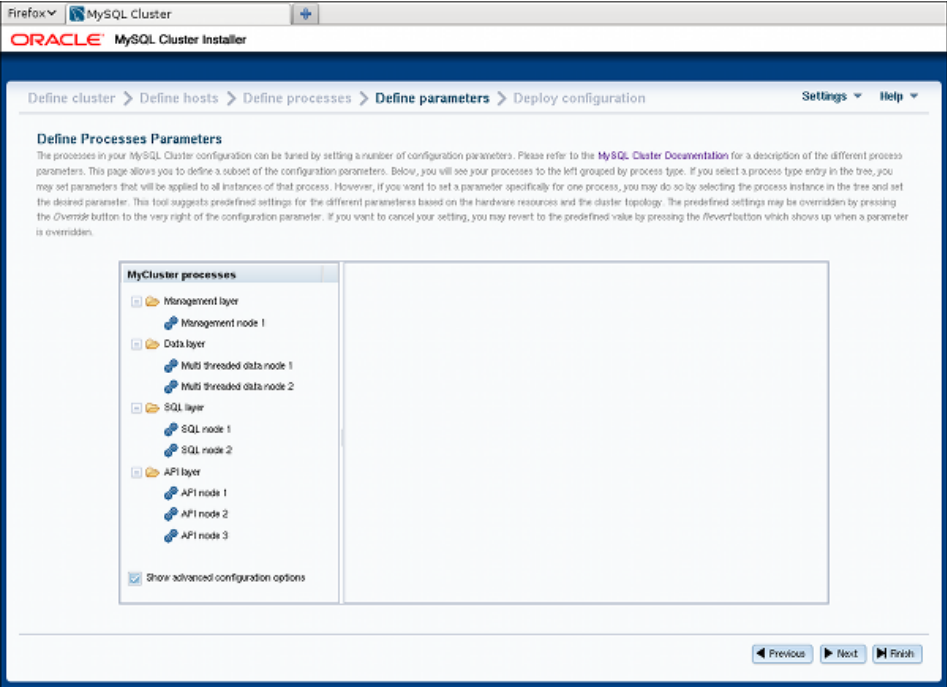 Firefox MySQL Cluster
ORACLE MySQL Cluster Installer
Define cluster Define hosts Define processes Define parameters Deploy configuration Settings Help
Define Processes Parameters
The processes in your MySQL Cluster configuration can be tuned by setting a number of configuration parameters. Please refer to the MySQL Cluster Documentation for a description of the different process
parameters. This page allows you to define a subset of the configuration parameters. Below, you will see your processes to the left grouped by process type. If you select a process type entry in the tree, you
may set parameters that will be applied to all instances of that process. However, if you want to set a parameter specifically for one process, you may do so by selecting the process instance in the tree and set
the desired parameter. This tool suggests predefined settings for the different parameters based on the hardware resources and the cluster topology. The predefined settings may be overridden by pressing
the Override button to the very right of the configuration parameter. If you want to cancel your setting, you may revert to the predefined value by pressing the Revert button which shows up when a parameter
is overridden.
MyCluster processes
Management layer
Management node 1
Data layer
Multi threaded data node 1
Multi threaded data node 2
SQL layer
SQL node 1
SQL node 2
API layer
API node 1
API node 2
API node 3
Show advanced configuration options
Previous Next Finish